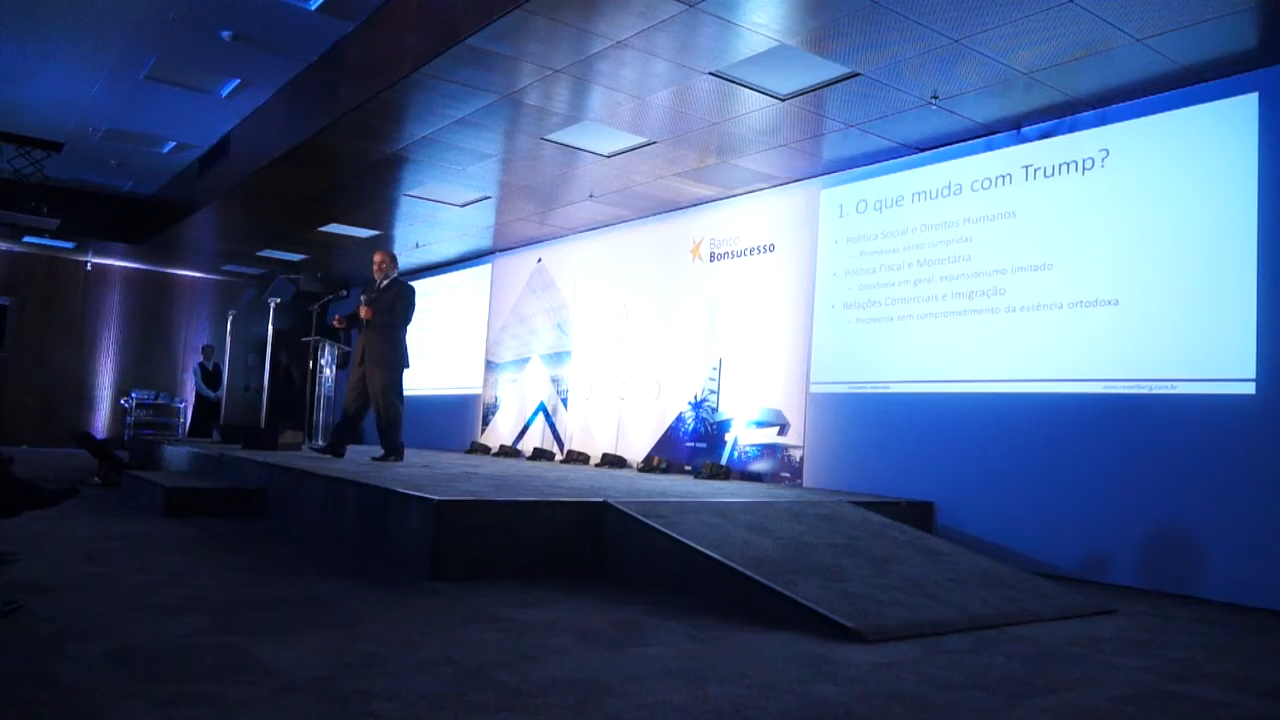 Banco
Bonsucesso
1. O que muda com Trump?
• Política Social e Direitos Humanos
– Promessas serão cumpridas
• Política Fiscal e Monetária
– Ortodoxia em geral, expansionismo limitado
• Relações Comerciais e Imigração
– Pirotecnia sem comprometimento da essência ortodoxa